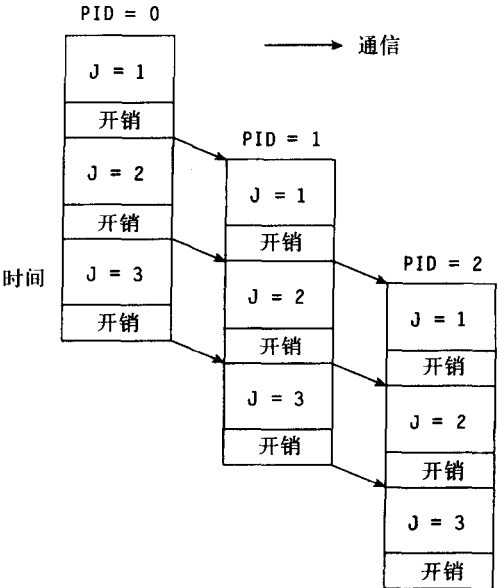 PID = 0
通信
J = 1
开销
PID = 1
J = 2
J = 1
开销
开销
PID = 2
时间
J = 3
J = 2
J = 1
开销
开销
开销
J = 3
J = 2
开销
开销
J = 3
开销